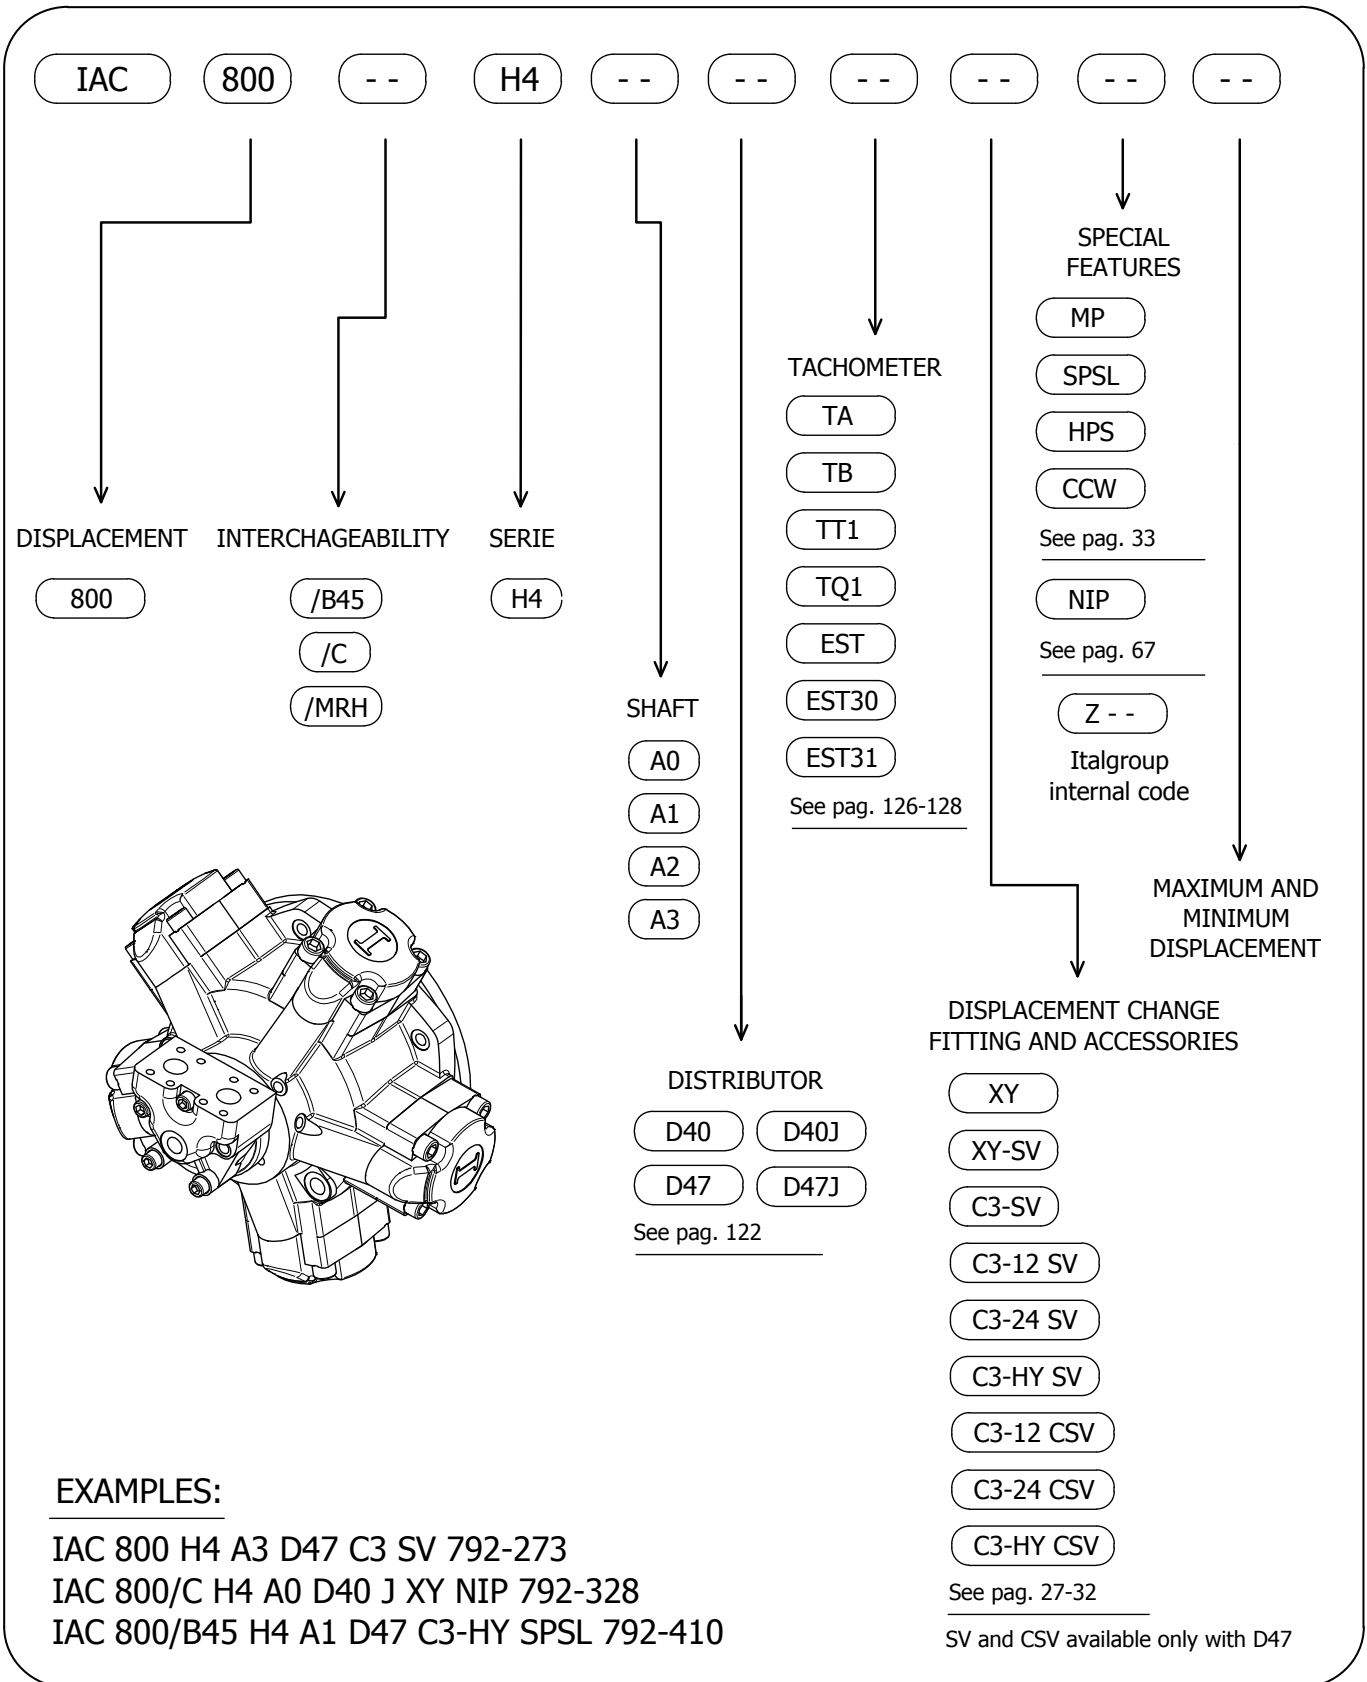 IAC 800 - - H4 - - - - - - - - - - - -
DISPLACEMENT
800
INTERCHAGEABILITY
/B45
/C
/MRH
SERIE
H4
SHAFT
A0
A1
A2
A3
DISTRIBUTOR
D40 D40J
D47 D47J
See pag. 122
TACHOMETER
TA
TB
TT1
TQ1
EST
EST30
EST31
See pag. 126-128
DISPLACEMENT CHANGE
FITTING AND ACCESSORIES
XY
XY-SV
C3-SV
C3-12 SV
C3-24 SV
C3-HY SV
C3-12 CSV
C3-24 CSV
C3-HY CSV
See pag. 27-32
SV and CSV available only with D47
SPECIAL
FEATURES
MP
SPSL
HPS
CCW
See pag. 33
NIP
See pag. 67
Z - -
Italgroup
internal code
MAXIMUM AND
MINIMUM
DISPLACEMENT
EXAMPLES:
IAC 800 H4 A3 D47 C3 SV 792-273
IAC 800/C H4 A0 D40 J XY NIP 792-328
IAC 800/B45 H4 A1 D47 C3-HY SPSL 792-410